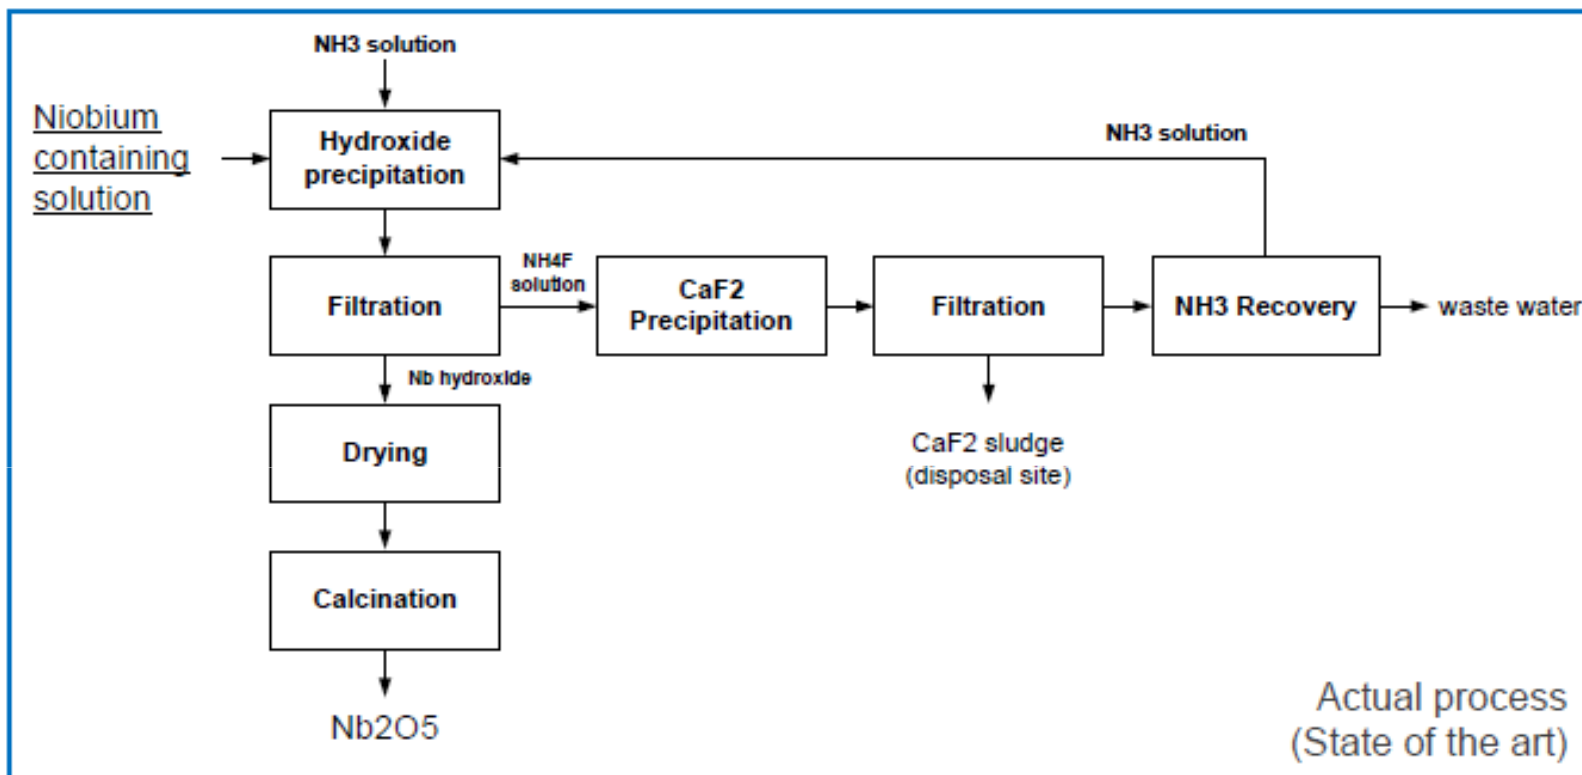 NH3 solution
Niobium
containing
solution
Hydroxide
precipitation
NH3 solution
Filtration
NH4F
solution
CaF2
Precipitation
Filtration
NH3 Recovery
waste water
Nb hydroxide
Drying
CaF2 sludge
(disposal site)
Calcination
Nb2O5
Actual process
(State of the art)